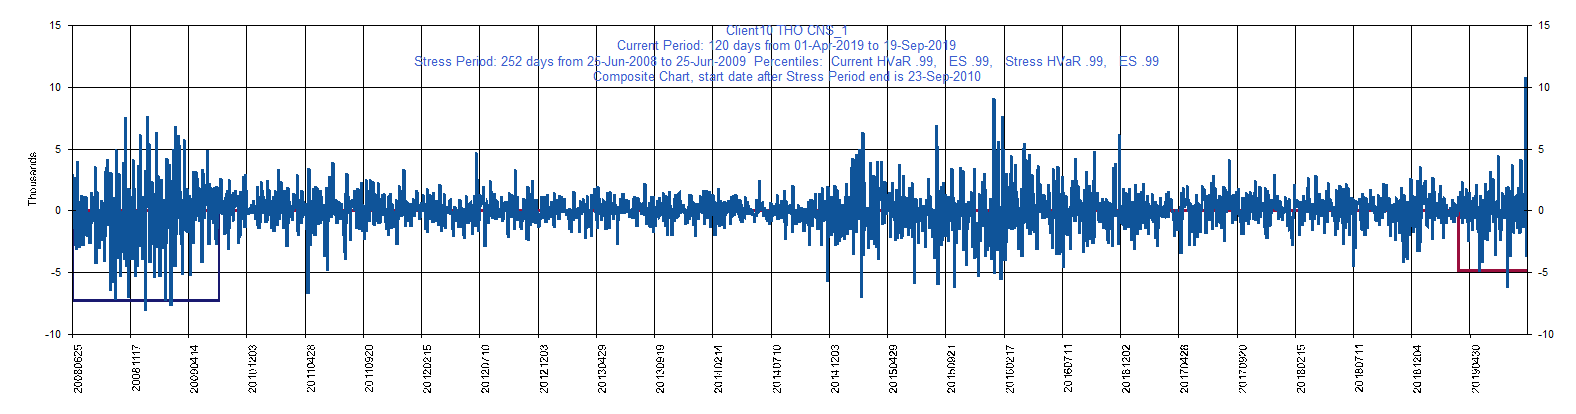 Client10 THO CNS_1
Current Period: 120 days from 01-Apr-2019 to 19-Sep-2019
Stress Period: 252 days from 25-Jun-2008 to 25-Jun-2009 Percentiles: Current HVaR .99, ES .99, Stress HVaR .99, ES .99
Composite Chart, start date after Stress Period end is 23-Sep-2010
15 15
10 10
5 5
0 0
-5 -5
-10 -10
Thousands
20080625 20081117 20090414 20101203 20110428 20110920 20120215 20120710 20121203 20130429 20130919 20140214 20140710 20141203 20150429 20150921 20160217 20160711 20161202 20170428 20170920 20180215 20180711 20181204 20190430